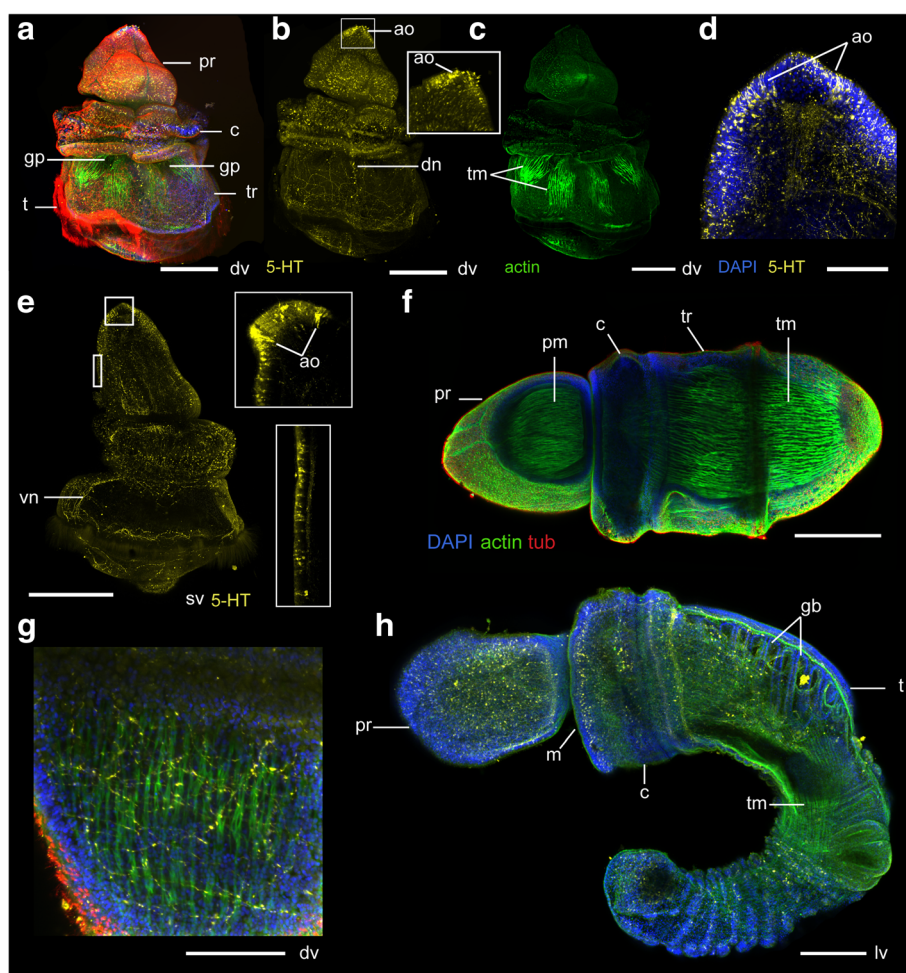 a
b
ao
c
d
ao
pr
ao
c
gp
gp
dn
tm
t
tr
dv
5-HT
dv
actin
dv
DAPI 5-HT
e
f
ao
c
tr
tm
pm
pr
vn
DAPI actin tub
sv 5-HT
g
h
gb
t
pr
m
c
tm
dv
lv